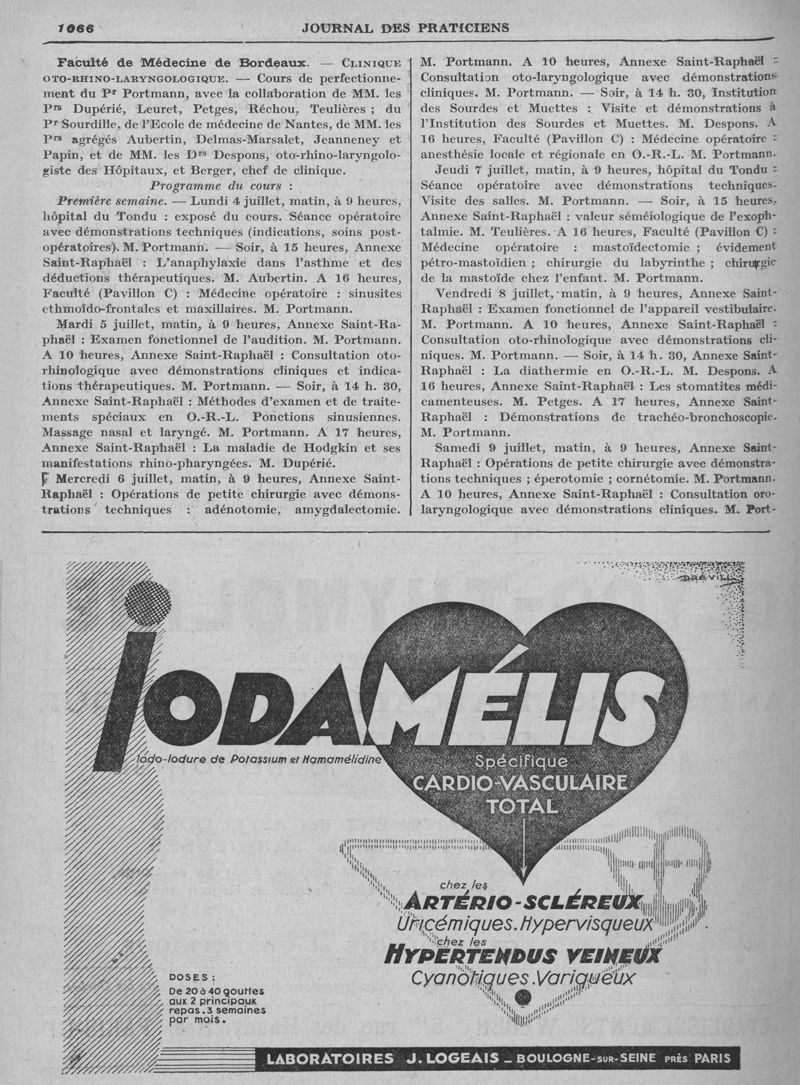 1066
JOURNAL DES PRATICIENS
Faculté de Médecine de Bordeaux. — CLINIQUE
OTO-RHINO-LARYNGOLOGIQUE. — Cours de perfectionne-
ment du Pr Portmann, avec la collaboration de MM. les
Prs Dupérié, Leuret, Petges, Réchou, Teulières ; du
Pr Sourdille, de l'Ecole de médecine de Nantes, de MM. les
Prs agrégés Aubertin, Delmas-Marsalet, Jeanneney et
Papin, et de MM. les Drs Despons, oto-rhino-laryngolo-
giste des Hôpitaux, et Berger, chef de clinique.
Programme du cours :
Première semaine. — Lundi 4 juillet, matin, à 9 heures,
hôpital du Tondu : exposé du cours. Séance opératoire
avec démonstrations techniques (indications, soins post-
opératoires). M. Portmann. — Soir, à 15 heures, Annexe
Saint-Raphaël : L'anaphylaxie dans l'asthme et des
déductions thérapeutiques. M. Aubertin. A 16 heures,
Faculté (Pavillon C) : Médecine opératoire : sinusites
ethmoïdo-frontales et maxillaires. M. Portmann.
Mardi 5 juillet, matin, à 9 heures, Annexe Saint-Ra-
phaël : Examen fonctionnel de l'audition. M. Portmann.
A 10 heures, Annexe Saint-Raphaël : Consultation oto-
rhinologique avec démonstrations cliniques et indica-
tions thérapeutiques. M. Portmann. — Soir, à 14 h. 30,
Annexe Saint-Raphaël : Méthodes d'examen et de traite-
ments spéciaux en O.-R.-L. Ponctions sinusiennes.
Massage nasal et laryngé. M. Portmann. A 17 heures,
Annexe Saint-Raphaël : La maladie de Hodgkin et ses
manifestations rhino-pharyngées. M. Dupérié.
Mercredi 6 juillet, matin, à 9 heures, Annexe Saint-
Raphaël : Opérations de petite chirurgie avec démons-
trations techniques : adénotomie, amygdalectomie.
M. Portmann. A 10 heures, Annexe Saint-Raphaël :
Consultation oto-laryngologique avec démonstrations
cliniques. M. Portmann. — Soir, à 14 h. 30, Institution
des Sourdes et Muettes : Visite et démonstrations à
l'Institution des Sourdes et Muettes. M. Despons. A
16 heures, Faculté (Pavillon C) : Médecine opératoire :
anesthésie locale et régionale en O.-R.-L. M. Portmann.
Jeudi 7 juillet, matin, à 9 heures, hôpital du Tondu :
Séance opératoire avec démonstrations techniques.
Visite des salles. M. Portmann. — Soir, à 15 heures,
Annexe Saint-Raphaël : valeur séméiologique de l'exoph-
talmie. M. Teulières. A 16 heures, Faculté (Pavillon C) :
Médecine opératoire : mastoïdectomie ; évidement
pétro-mastoïdien ; chirurgie du labyrinthe ; chirurgie
de la mastoïde chez l'enfant. M. Portmann.
Vendredi 8 juillet, matin, à 9 heures, Annexe Saint-
Raphaël : Examen fonctionnel de l'appareil vestibulaire.
M. Portmann. A 10 heures, Annexe Saint-Raphaël :
Consultation oto-rhinologique avec démonstrations cli-
niques. M. Portmann. — Soir, à 14 h. 30, Annexe Saint-
Raphaël : La diathermie en O.-R.-L. M. Despons. A
16 heures, Annexe Saint-Raphaël : Les stomatites médi-
camenteuses. M. Petges. A 17 heures, Annexe Saint-
Raphaël : Démonstrations de trachéo-bronchoscopie.
M. Portmann.
Samedi 9 juillet, matin, à 9 heures, Annexe Saint-
Raphaël : Opérations de petite chirurgie avec démonstra-
tions techniques ; éperotomie ; cornétomie. M. Portmann.
A 10 heures, Annexe Saint-Raphaël : Consultation oro-
laryngologique avec démonstrations cliniques. M. Port-
DRÉVILL
iODAMÉLIS
Iodo-Iodure de Potassium et Hamamélidine
Spécifique
CARDIO-VASCULAIRE
TOTAL
chez les
ARTÉRIO-SCLÉREUX
Uricémiques. Hypervisqueux
chez les
HYPERTENDUS VEINEUX
Cyanotiques. Variqueux
DOSES :
De 20 à 40 gouttes
aux 2 principaux
repas. 3 semaines
par mois.
LABORATOIRES J. LOGEAIS - BOULOGNE-SUR-SEINE PRÈS PARIS